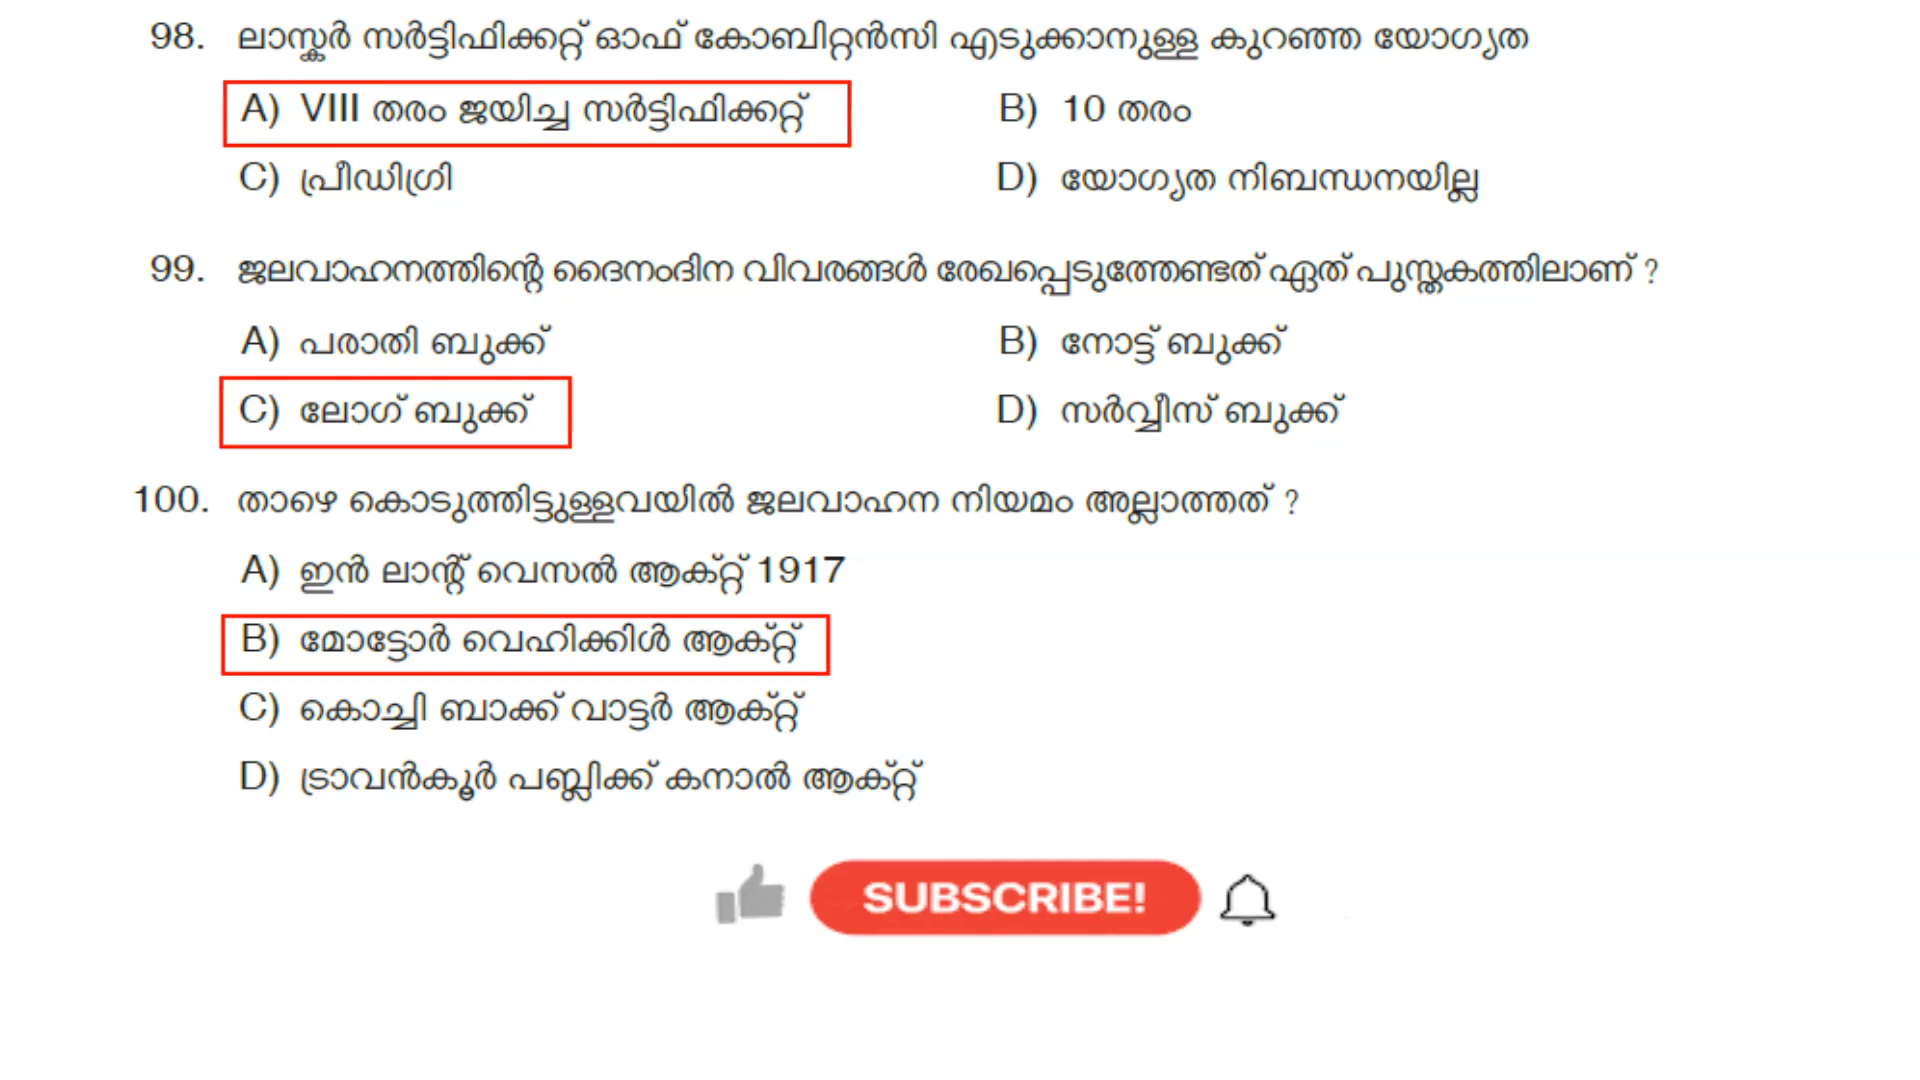 98. ലാസ്കർ സർട്ടിഫിക്കറ്റ് ഓഫ് കോബിറ്റൻസി എടുക്കാനുള്ള കുറഞ്ഞ യോഗ്യത
A) VIII തരം ജയിച്ച സർട്ടിഫിക്കറ്റ് B) 10 തരം
C) പ്രീഡിഗ്രി D) യോഗ്യത നിബന്ധനയില്ല
99. ജലവാഹനത്തിന്റെ ദൈനംദിന വിവരങ്ങൾ രേഖപ്പെടുത്തേണ്ടത് ഏത് പുസ്തകത്തിലാണ് ?
A) പരാതി ബുക്ക് B) നോട്ട് ബുക്ക്
C) ലോഗ് ബുക്ക് D) സർവ്വീസ് ബുക്ക്
100. താഴെ കൊടുത്തിട്ടുള്ളവയിൽ ജലവാഹന നിയമം അല്ലാത്തത് ?
A) ഇൻ ലാന്റ് വെസൽ ആക്റ്റ് 1917
B) മോട്ടോർ വെഹിക്കിൾ ആക്റ്റ്
C) കൊച്ചി ബാക്ക് വാട്ടർ ആക്റ്റ്
D) ട്രാവൻകൂർ പബ്ലിക്ക് കനാൽ ആക്റ്റ്
SUBSCRIBE!